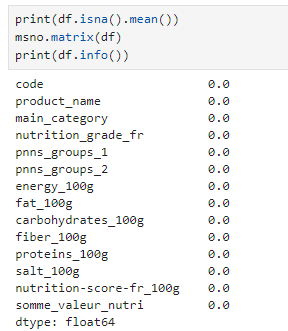 print(df.isna().mean())
msno.matrix(df)
print(df.info())
code 0.0
product_name 0.0
main_category 0.0
nutrition_grade_fr 0.0
pnns_groups_1 0.0
pnns_groups_2 0.0
energy_100g 0.0
fat_100g 0.0
carbohydrates_100g 0.0
fiber_100g 0.0
proteins_100g 0.0
salt_100g 0.0
nutrition-score-fr_100g 0.0
somme_valeur_nutri 0.0
dtype: float64